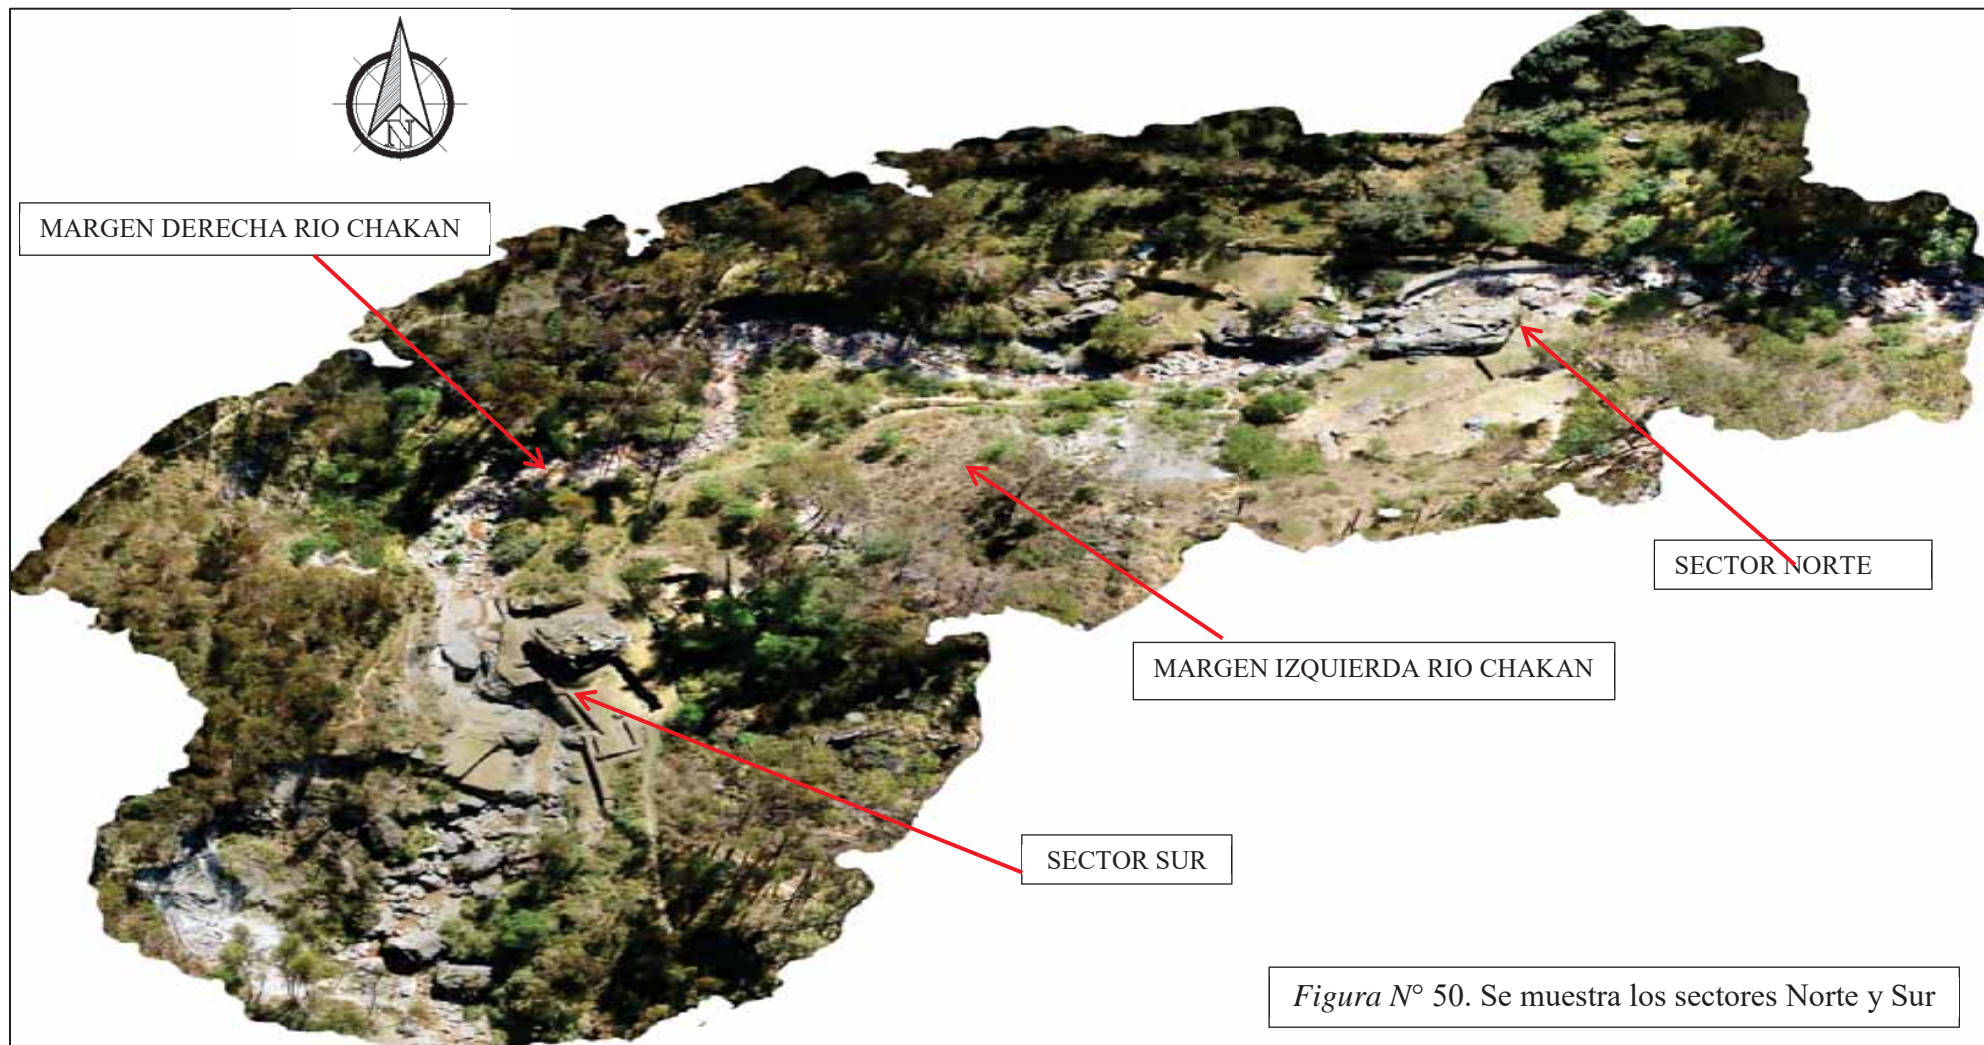 N
MARGEN DERECHA RIO CHAKAN
SECTOR NORTE
MARGEN IZQUIERDA RIO CHAKAN
SECTOR SUR
Figura N° 50. Se muestra los sectores Norte y Sur